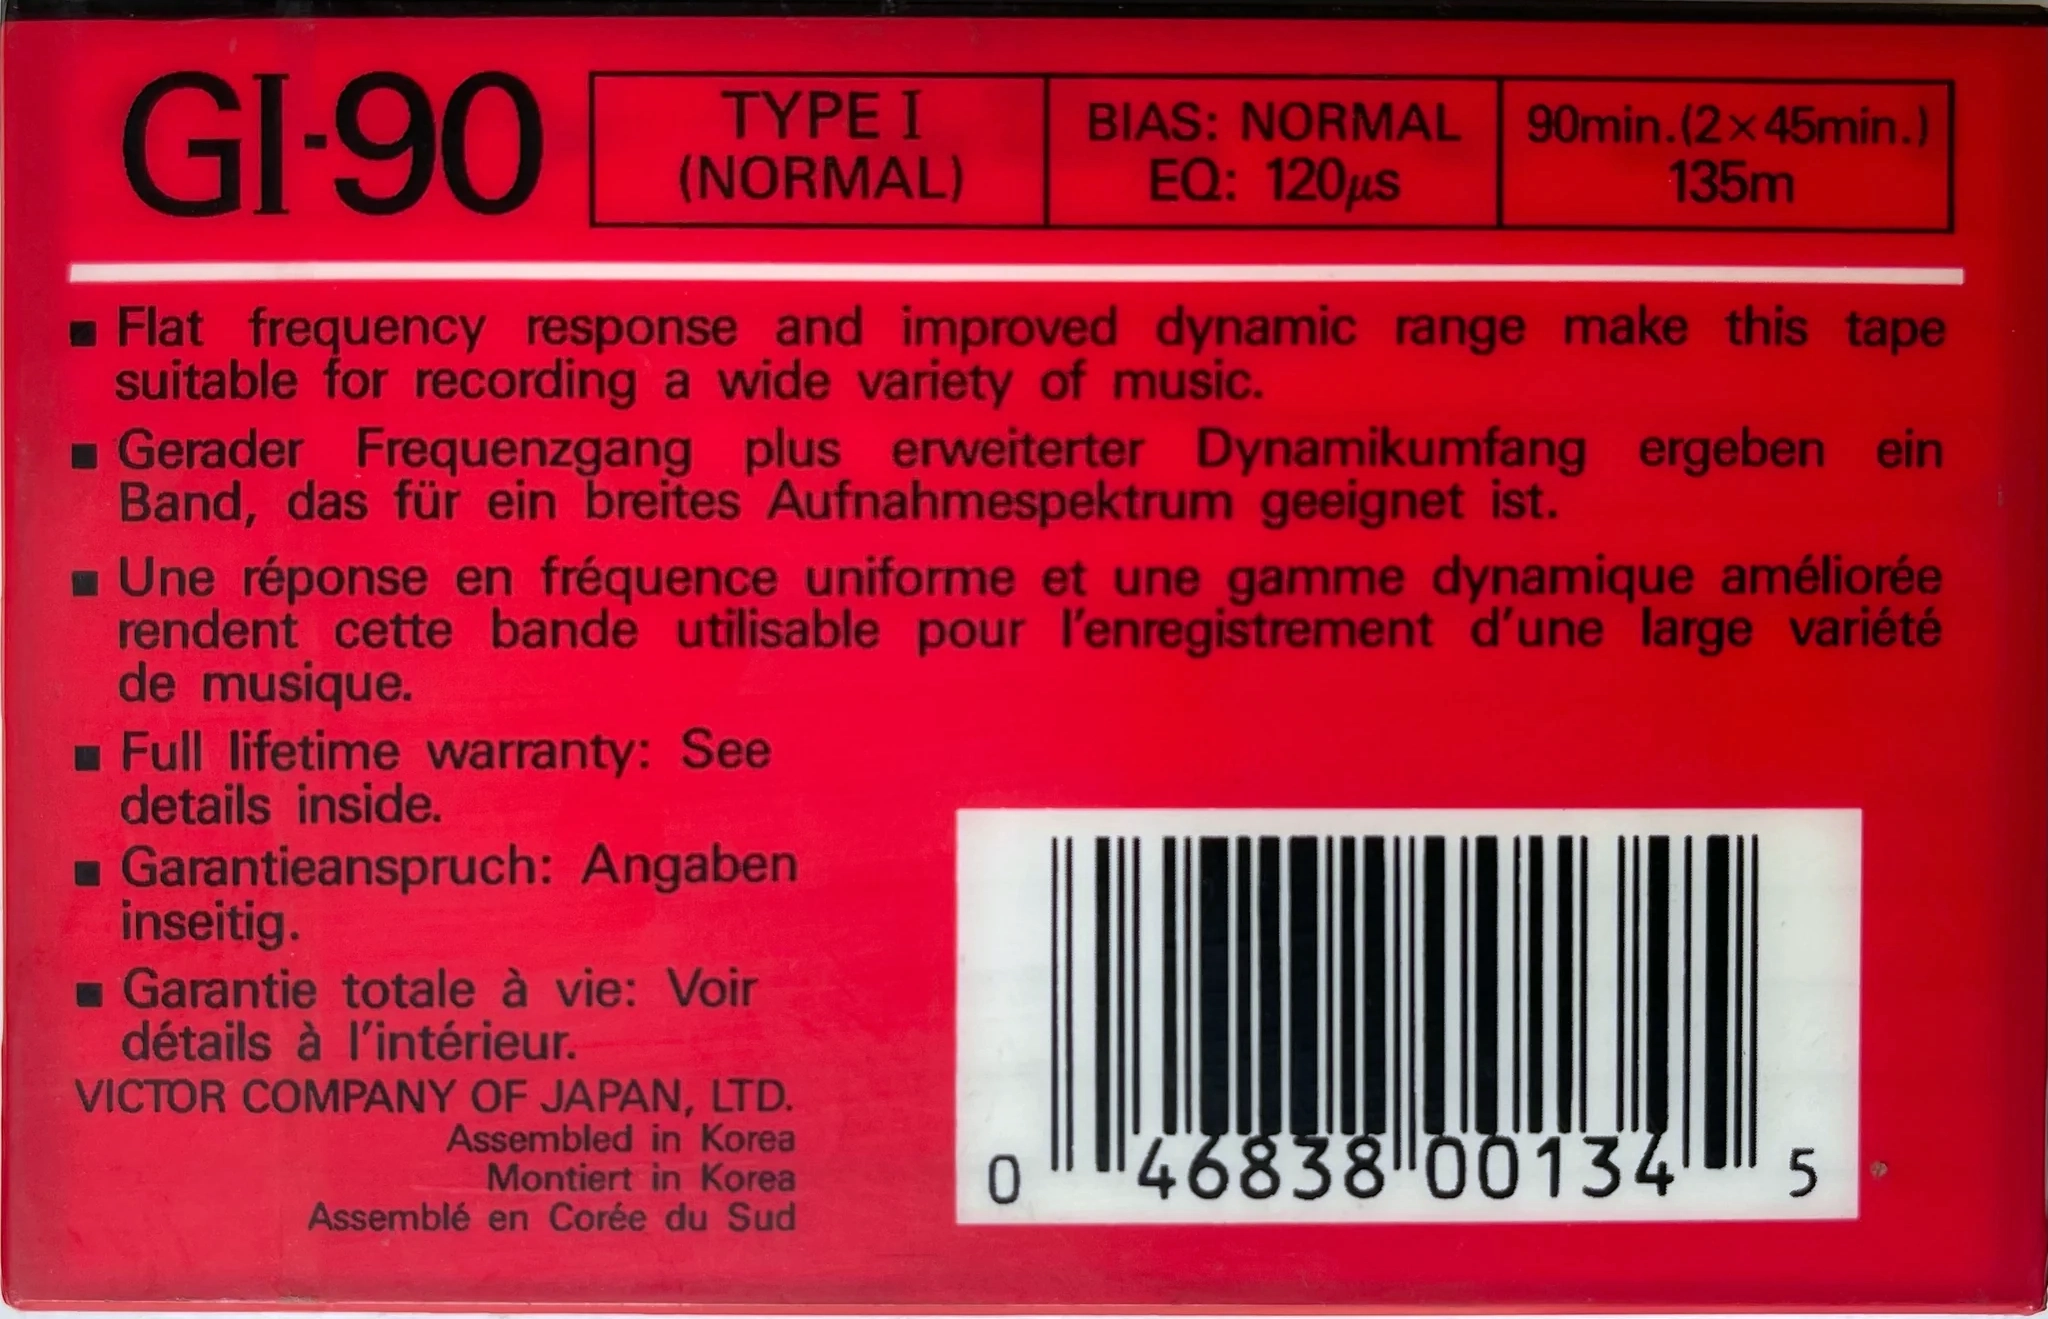 GI-90
TYPE I
(NORMAL)
BIAS: NORMAL
EQ: 120μs
90min.(2×45min.)
135m
■ Flat frequency response and improved dynamic range make this tape
suitable for recording a wide variety of music.
■ Gerader Frequenzgang plus erweiterter Dynamikumfang ergeben ein
Band, das für ein breites Aufnahmespektrum geeignet ist.
■ Une réponse en fréquence uniforme et une gamme dynamique améliorée
rendent cette bande utilisable pour l'enregistrement d'une large variété
de musique.
■ Full lifetime warranty: See
details inside.
■ Garantieanspruch: Angaben
inseitig.
■ Garantie totale à vie: Voir
détails à l'intérieur.
VICTOR COMPANY OF JAPAN, LTD.
Assembled in Korea
Montiert in Korea
Assemblé en Corée du Sud
0 46838 00134 5